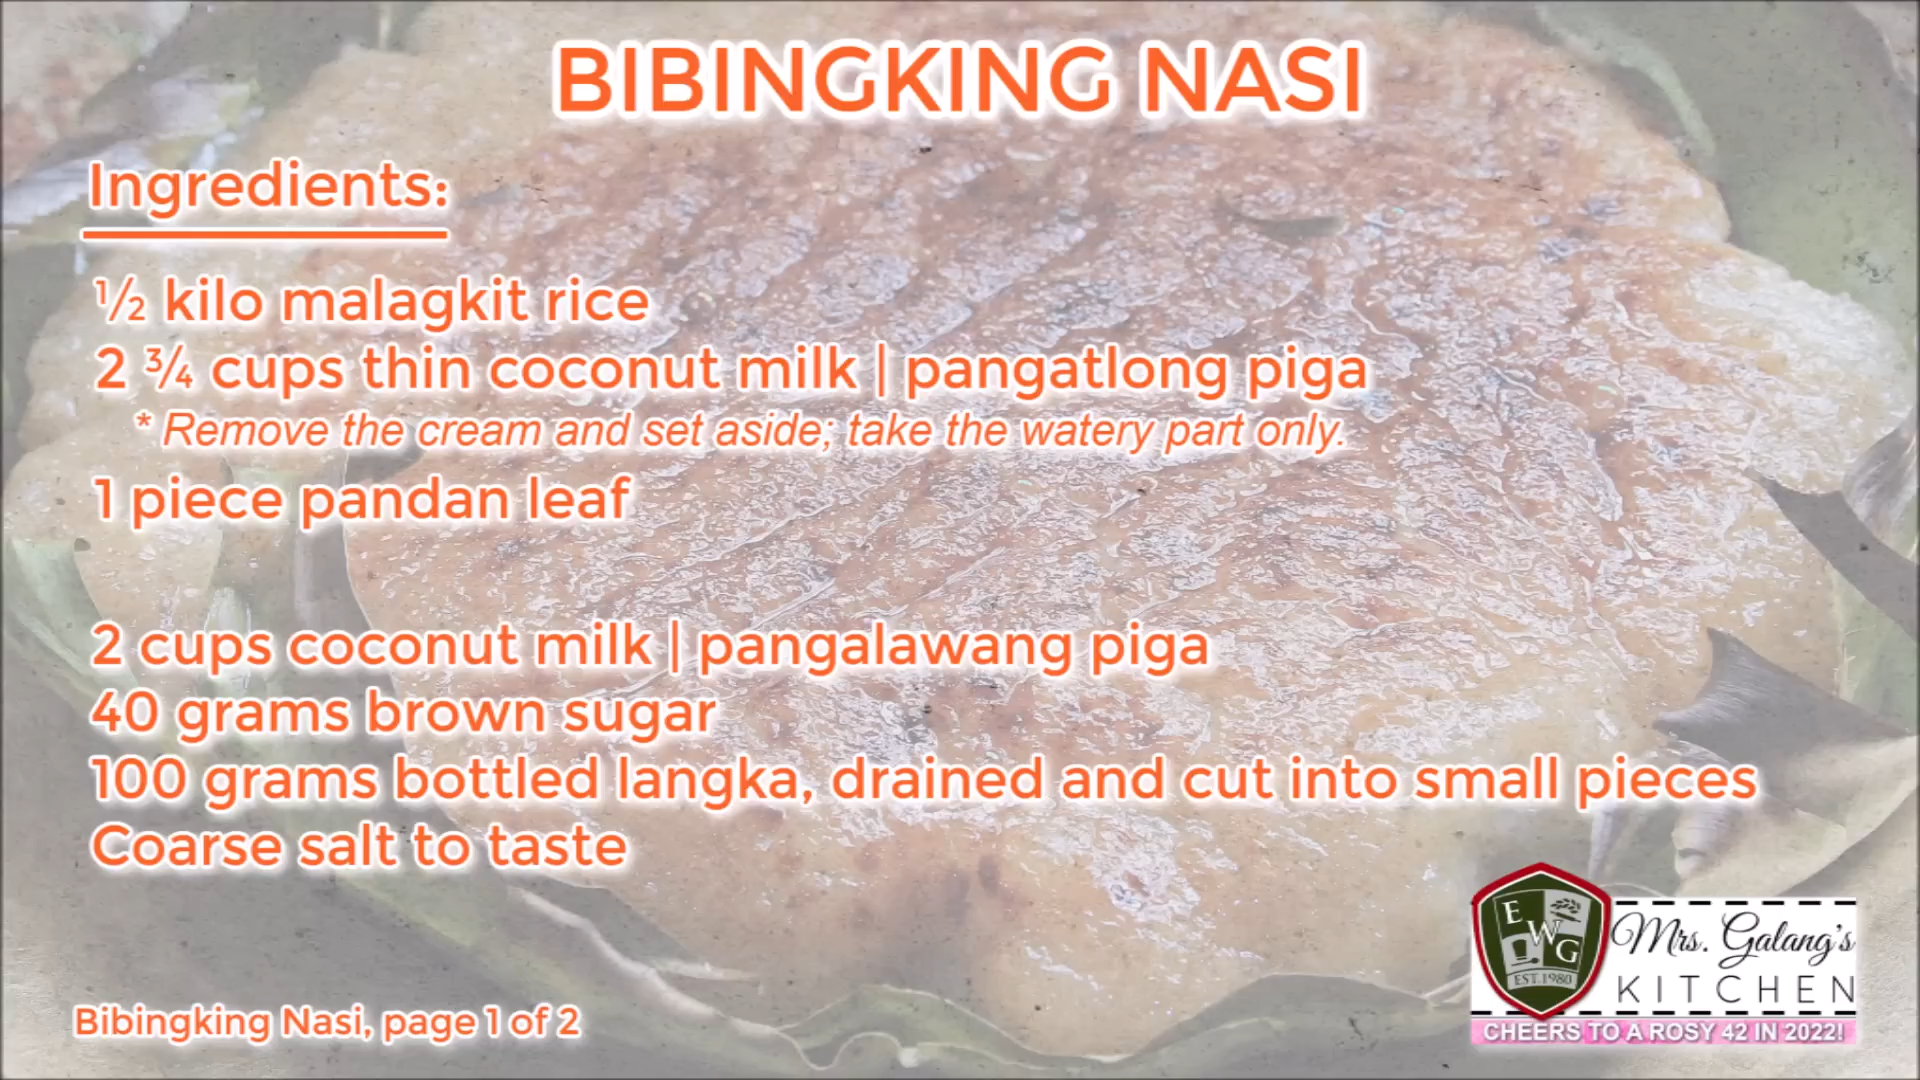 BIBINGKING NASI
Ingredients:
½ kilo malagkit rice
2 ¾ cups thin coconut milk | pangatlong piga
* Remove the cream and set aside; take the watery part only.
1 piece pandan leaf
2 cups coconut milk | pangalawang piga
40 grams brown sugar
100 grams bottled langka, drained and cut into small pieces
Coarse salt to taste
EWG
EST.1980
Mrs. Galang's
KITCHEN
CHEERS TO A ROSY 42 IN 2022!
Bibingking Nasi, page 1 of 2